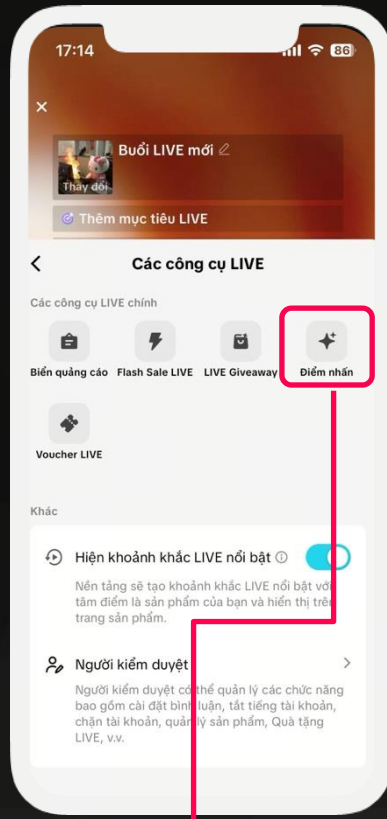 17:14
86
Buổi LIVE mới
Thay đổi
Thêm mục tiêu LIVE
Các công cụ LIVE
Các công cụ LIVE chính
Biển quảng cáo
Flash Sale LIVE
LIVE Giveaway
Điểm nhấn
Voucher LIVE
Khác
Hiện khoảnh khắc LIVE nổi bật
Nền tảng sẽ tạo khoảnh khắc LIVE nổi bật với
tâm điểm là sản phẩm của bạn và hiển thị trên
trang sản phẩm.
Người kiểm duyệt
Người kiểm duyệt có thể quản lý các chức năng
bao gồm cài đặt bình luận, tắt tiếng tài khoản,
chặn tài khoản, quản lý sản phẩm, Quà tặng
LIVE, v.v.